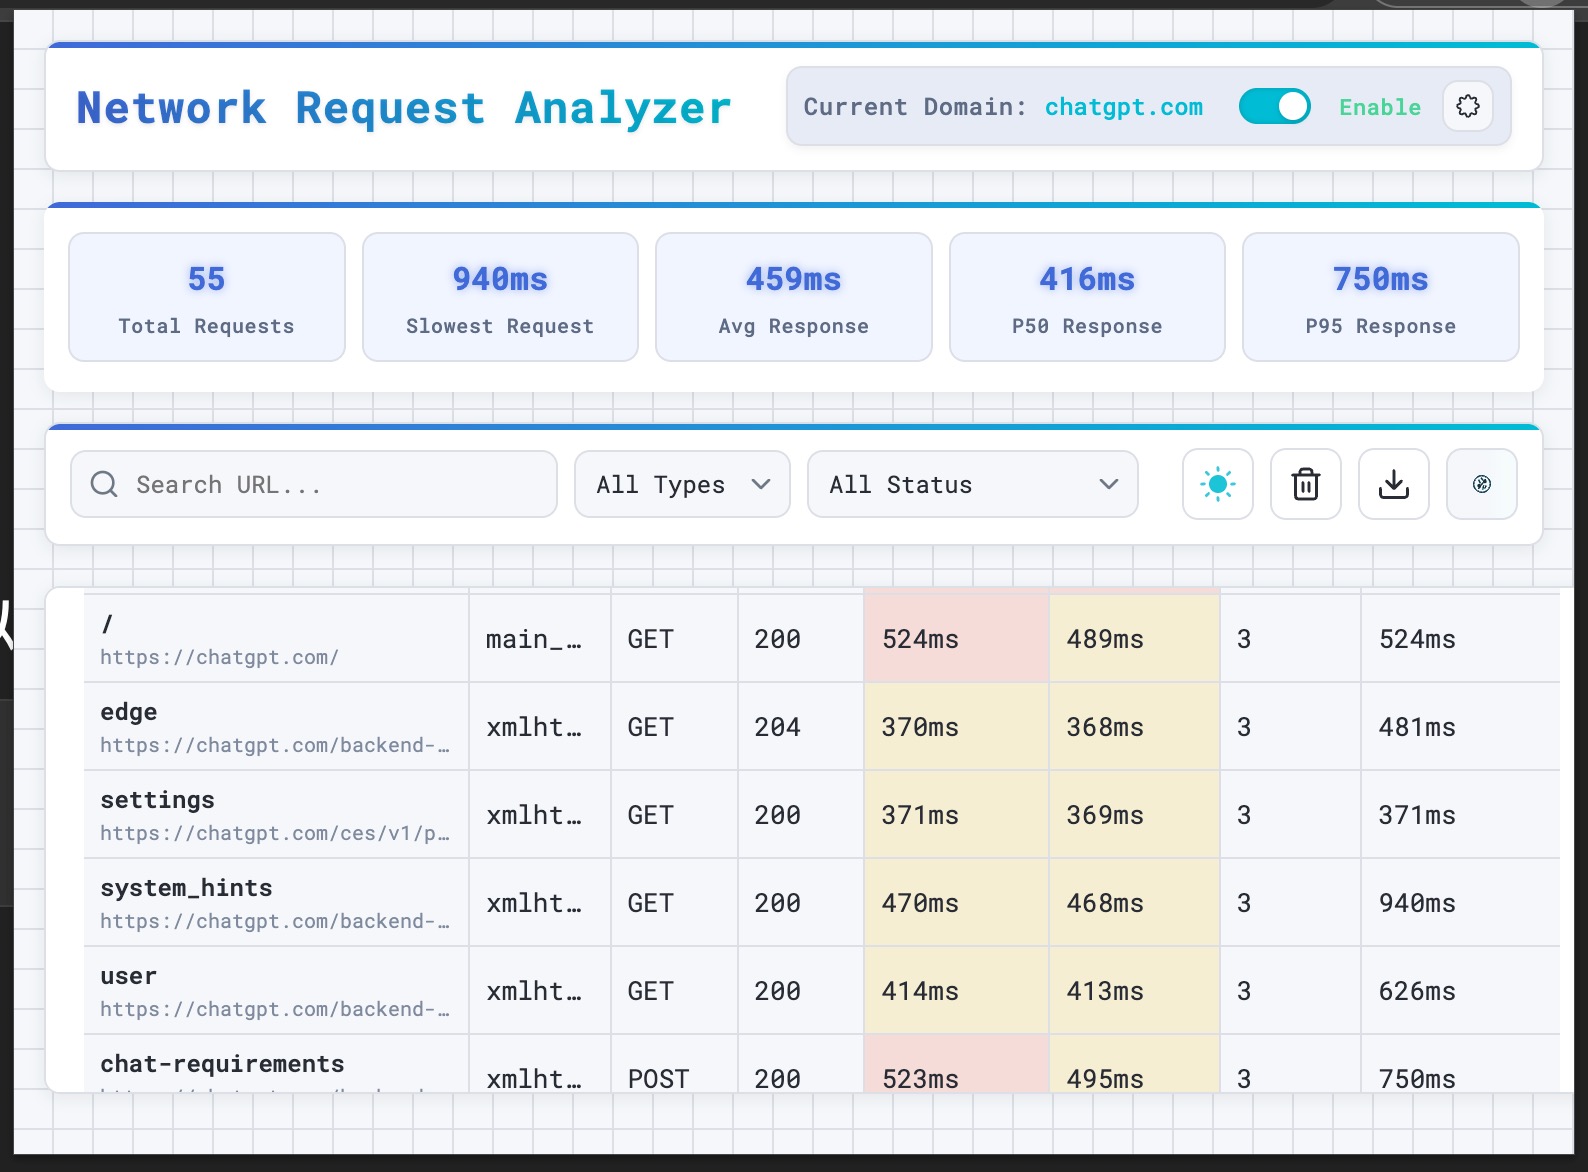 Network Request Analyzer
Current Domain: chatgpt.com
Enable
55
Total Requests
940ms
Slowest Request
459ms
Avg Response
416ms
P50 Response
750ms
P95 Response
Search URL...
All Types
All Status
/
https://chatgpt.com/
main_… GET 200 524ms 489ms 3 524ms
edge
https://chatgpt.com/backend-…
xmlht… GET 204 370ms 368ms 3 481ms
settings
https://chatgpt.com/ces/v1/p…
xmlht… GET 200 371ms 369ms 3 371ms
system_hints
https://chatgpt.com/backend-…
xmlht… GET 200 470ms 468ms 3 940ms
user
https://chatgpt.com/backend-…
xmlht… GET 200 414ms 413ms 3 626ms
chat-requirements
xmlht… POST 200 523ms 495ms 3 750ms